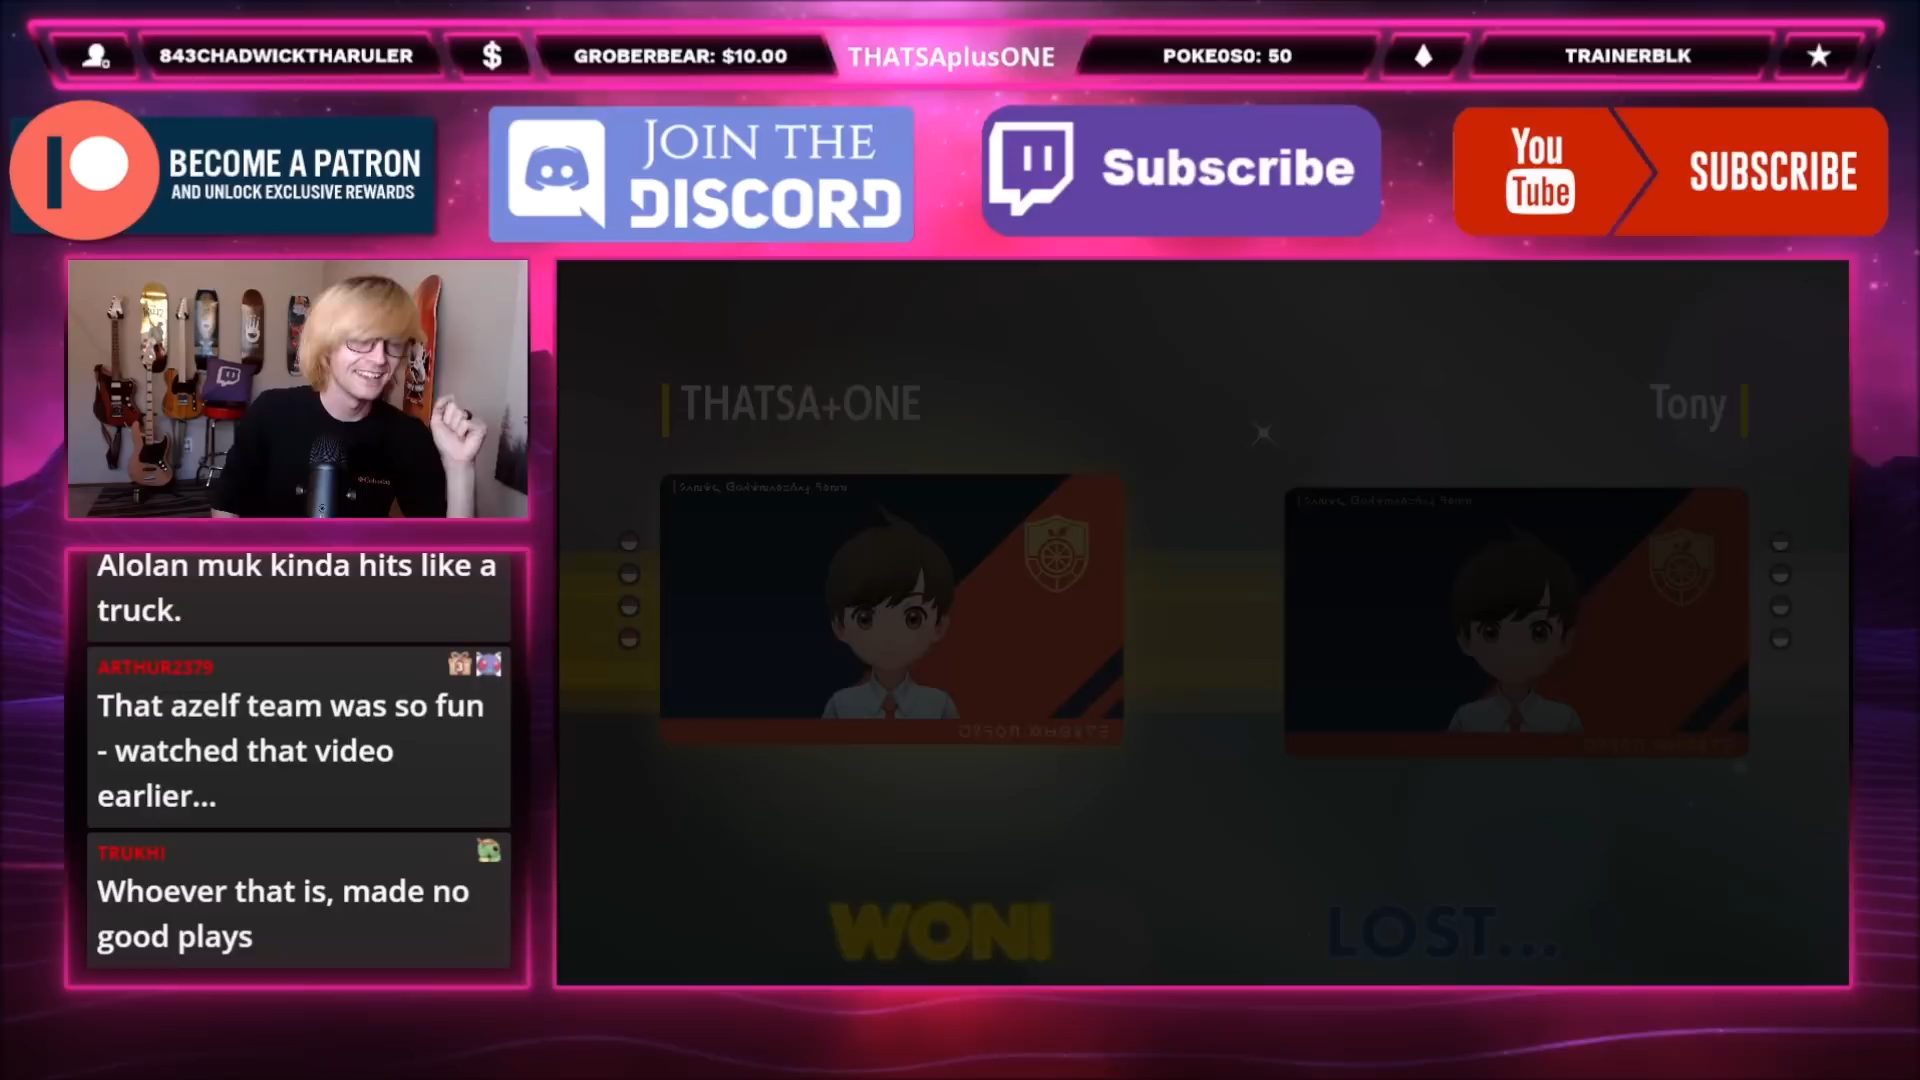 843CHADWICKTHARULER
$
GROBERBEAR: $10.00
THATSAplusONE
POKE0S0: 50
TRAINERBLK
BECOME A PATRON
AND UNLOCK EXCLUSIVE REWARDS
JOIN THE
DISCORD
Subscribe
You
Tube
SUBSCRIBE
THATSA+ONE
Tony
WON!
LOST...
Alolan muk kinda hits like a
truck.
ARTHUR2379
That azelf team was so fun
- watched that video
earlier...
TRUKHI
Whoever that is, made no
good plays